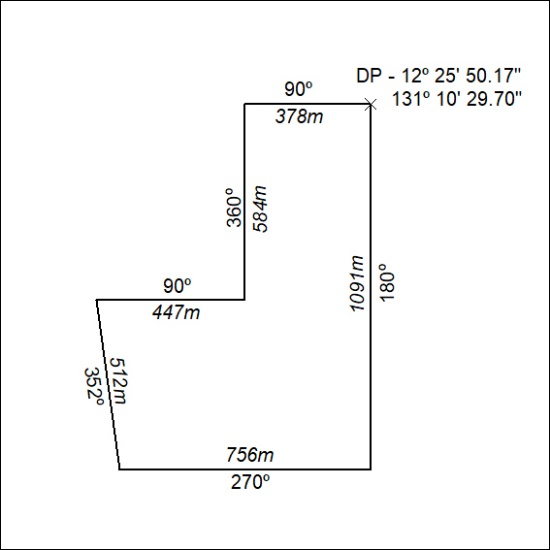 DP - 12º 25' 50.17"
131º 10' 29.70"
90º
378m
360º
584m
1091m
180º
90º
447m
352º
512m
756m
270º